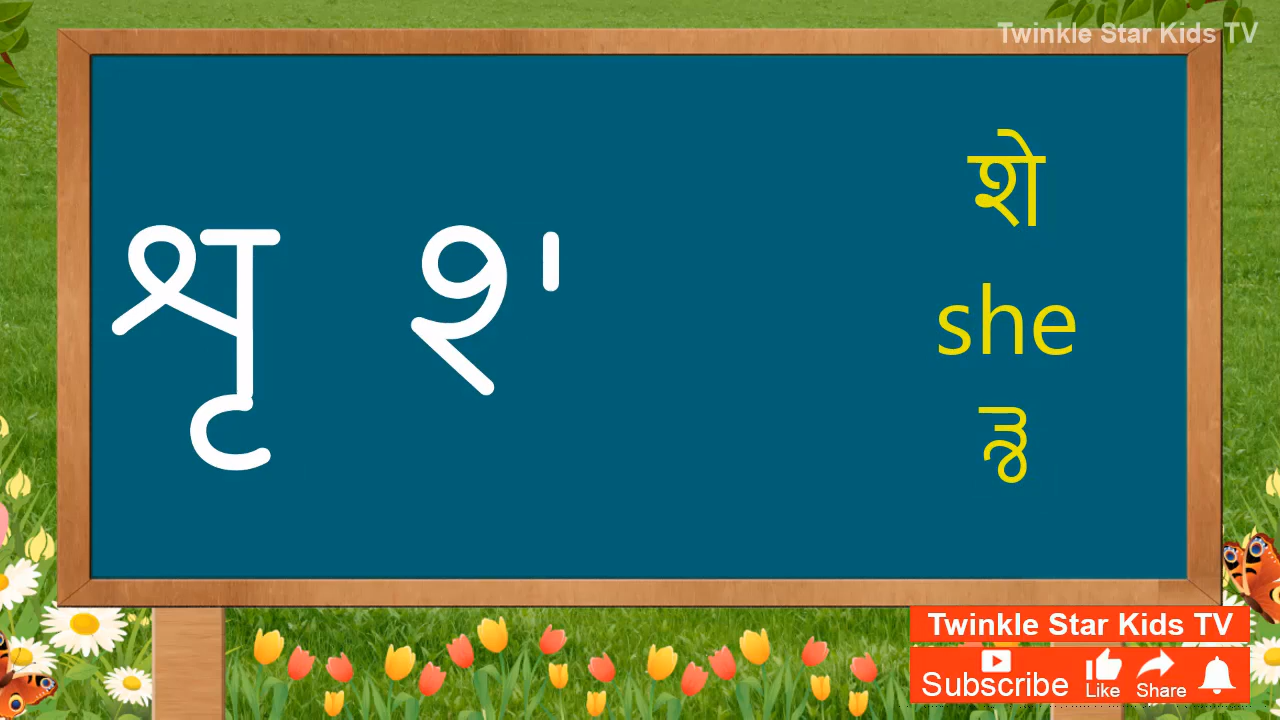 Twinkle Star Kids TV
शे
she
Twinkle Star Kids TV
Subscribe Like Share